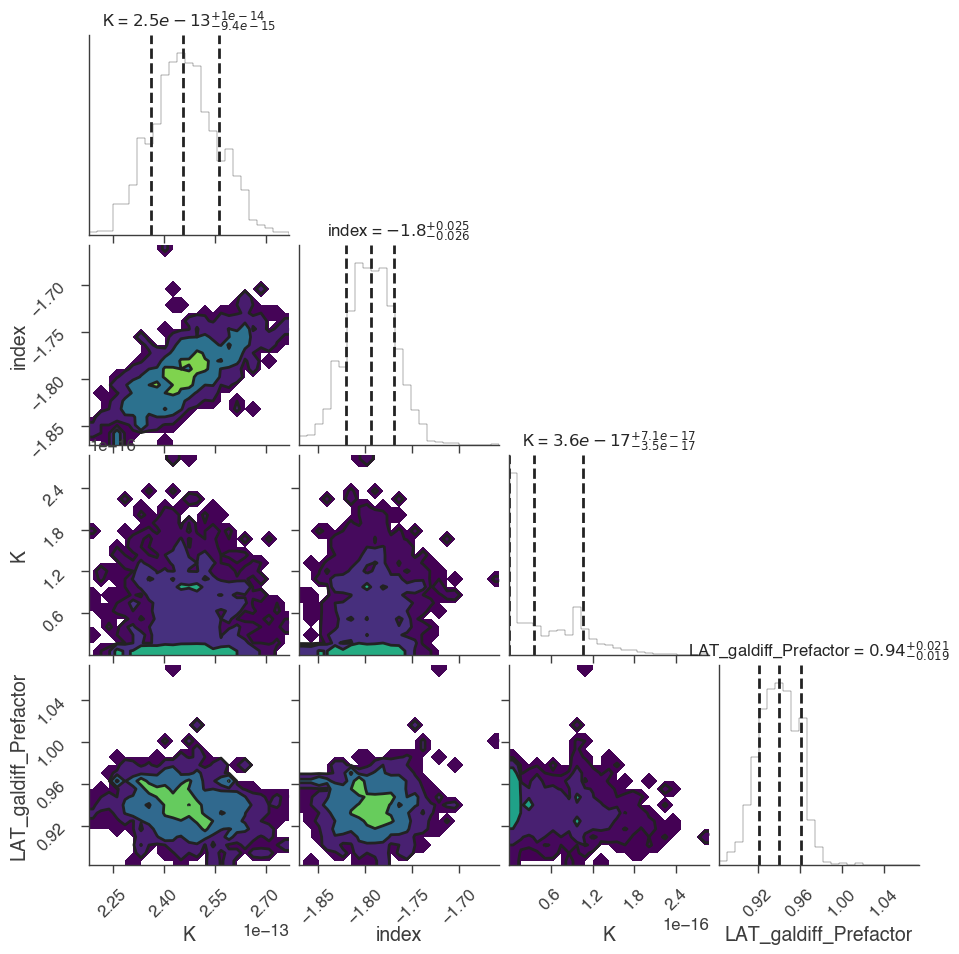 K = 2.5e−13 +1e−14 −9.4e−15
index = −1.8 +0.025 −0.026
−1.70
−1.75
−1.80
−1.85
index
K = 3.6e−17 +7.1e−17 −3.5e−17
2.4
1.8
1.2
0.6
K
LAT_galdiff_Prefactor = 0.94 +0.021 −0.019
1.04
1.00
0.96
0.92
LAT_galdiff_Prefactor
2.25 2.40 2.55 2.70
1e−13
K
−1.85 −1.80 −1.75 −1.70
index
0.6 1.2 1.8 2.4
1e−16
K
0.92 0.96 1.00 1.04
LAT_galdiff_Prefactor